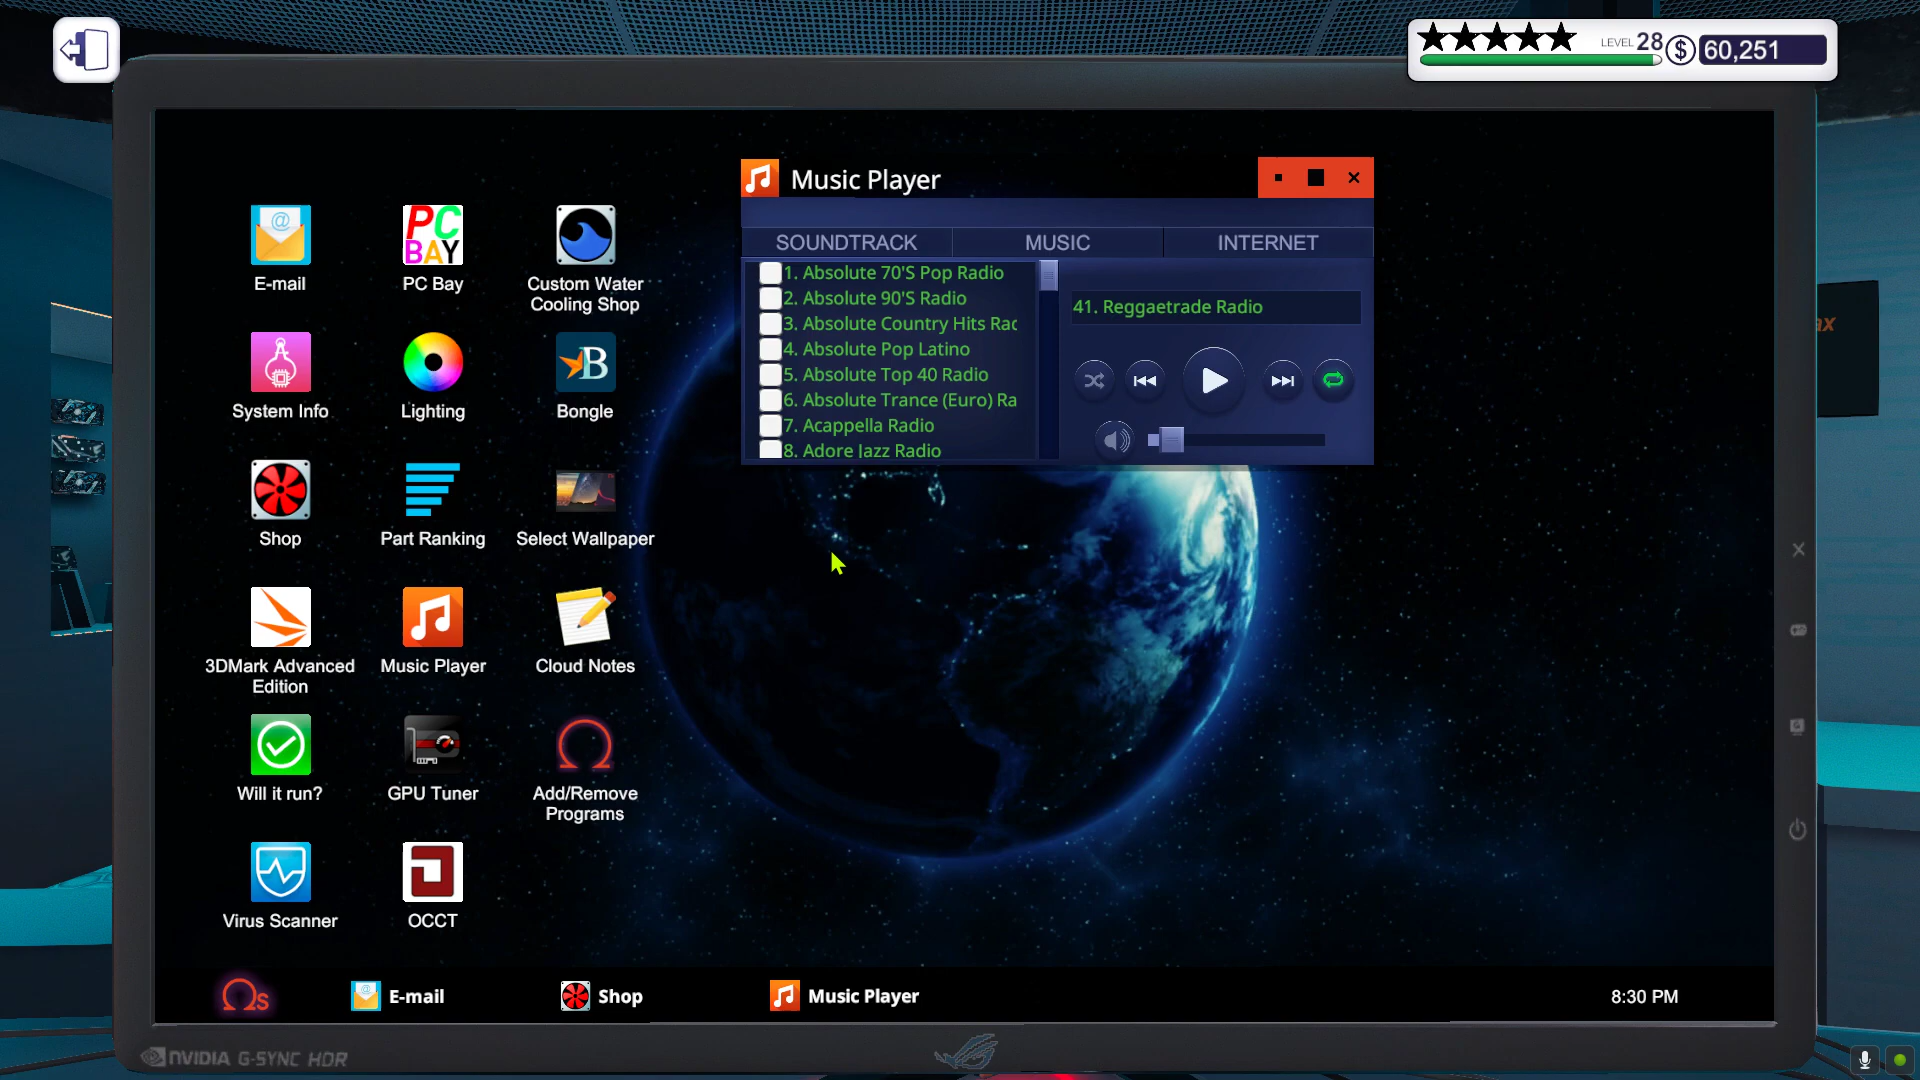 LEVEL 28
$ 60,251
Music Player
SOUNDTRACK
MUSIC
INTERNET
1. Absolute 70'S Pop Radio
2. Absolute 90'S Radio
3. Absolute Country Hits Rad
4. Absolute Pop Latino
5. Absolute Top 40 Radio
6. Absolute Trance (Euro) Ra
7. Acappella Radio
8. Adore Jazz Radio
41. Reggaetrade Radio
PC
BAY
E-mail
PC Bay
Custom Water
Cooling Shop
B
System Info
Lighting
Bongle
Shop
Part Ranking
Select Wallpaper
3DMark Advanced
Edition
Music Player
Cloud Notes
Will it run?
GPU Tuner
Add/Remove
Programs
Virus Scanner
OCCT
Ωs
E-mail
Shop
Music Player
8:30 PM
NVIDIA G-SYNC HDR